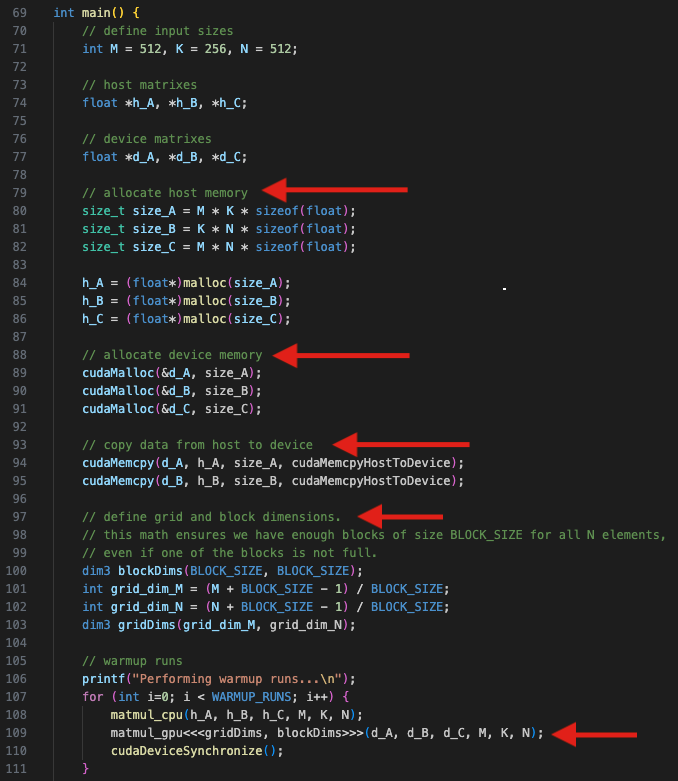 69 int main() {
70 // define input sizes
71 int M = 512, K = 256, N = 512;
72
73 // host matrixes
74 float *h_A, *h_B, *h_C;
75
76 // device matrixes
77 float *d_A, *d_B, *d_C;
78
79 // allocate host memory
80 size_t size_A = M * K * sizeof(float);
81 size_t size_B = K * N * sizeof(float);
82 size_t size_C = M * N * sizeof(float);
83
84 h_A = (float*)malloc(size_A);
85 h_B = (float*)malloc(size_B);
86 h_C = (float*)malloc(size_C);
87
88 // allocate device memory
89 cudaMalloc(&d_A, size_A);
90 cudaMalloc(&d_B, size_B);
91 cudaMalloc(&d_C, size_C);
92
93 // copy data from host to device
94 cudaMemcpy(d_A, h_A, size_A, cudaMemcpyHostToDevice);
95 cudaMemcpy(d_B, h_B, size_B, cudaMemcpyHostToDevice);
96
97 // define grid and block dimensions.
98 // this math ensures we have enough blocks of size BLOCK_SIZE for all N elements,
99 // even if one of the blocks is not full.
100 dim3 blockDims(BLOCK_SIZE, BLOCK_SIZE);
101 int grid_dim_M = (M + BLOCK_SIZE - 1) / BLOCK_SIZE;
102 int grid_dim_N = (N + BLOCK_SIZE - 1) / BLOCK_SIZE;
103 dim3 gridDims(grid_dim_M, grid_dim_N);
104
105 // warmup runs
106 printf("Performing warmup runs...\n");
107 for (int i=0; i < WARMUP_RUNS; i++) {
108 matmul_cpu(h_A, h_B, h_C, M, K, N);
109 matmul_gpu<<<gridDims, blockDims>>>(d_A, d_B, d_C, M, K, N);
110 cudaDeviceSynchronize();
111 }